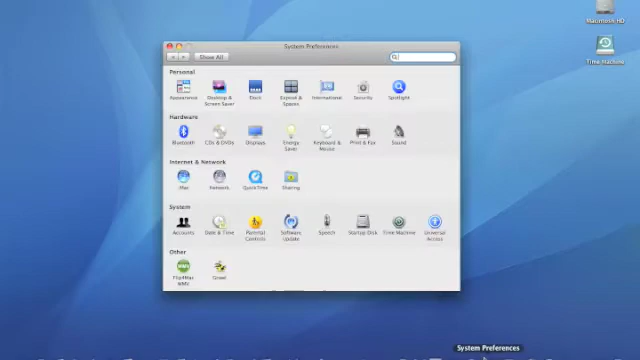 System Preferences
Macintosh HD
Show All
Time Machine
Personal
Appearance
Desktop & Screen Saver
Dock
Exposé & Spaces
International
Security
Spotlight
Hardware
Bluetooth
CDs & DVDs
Displays
Energy Saver
Keyboard & Mouse
Print & Fax
Sound
Internet & Network
.Mac
Network
QuickTime
Sharing
System
Accounts
Date & Time
Parental Controls
Software Update
Speech
Startup Disk
Time Machine
Universal Access
Other
Flip4Mac WMV
Growl
System Preferences